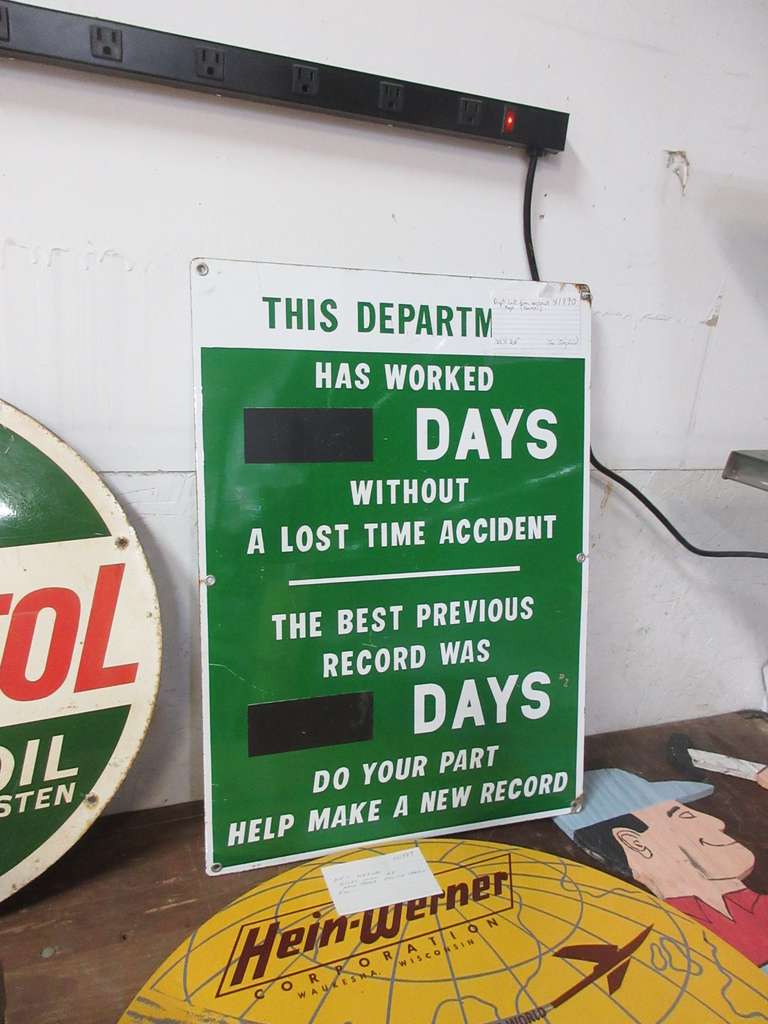 THIS DEPARTM
HAS WORKED
DAYS
WITHOUT
A LOST TIME ACCIDENT
THE BEST PREVIOUS
RECORD WAS
DAYS
DO YOUR PART
HELP MAKE A NEW RECORD
TOL
OIL
STEN
Hein-Werner
CORPORATION
WAUKESHA, WISCONSIN
WORLD